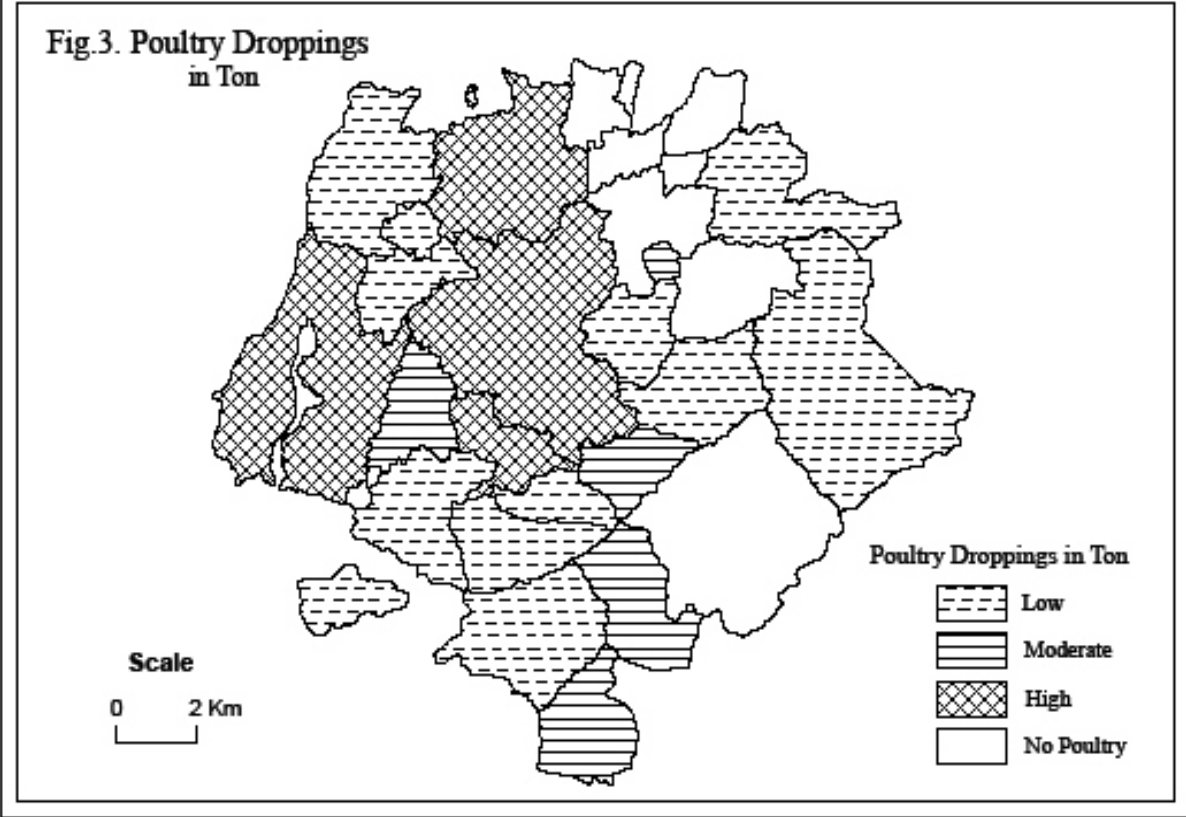 Fig.3. Poultry Droppings
in Ton
Poultry Droppings in Ton
Low
Moderate
High
No Poultry
Scale
0 2 Km